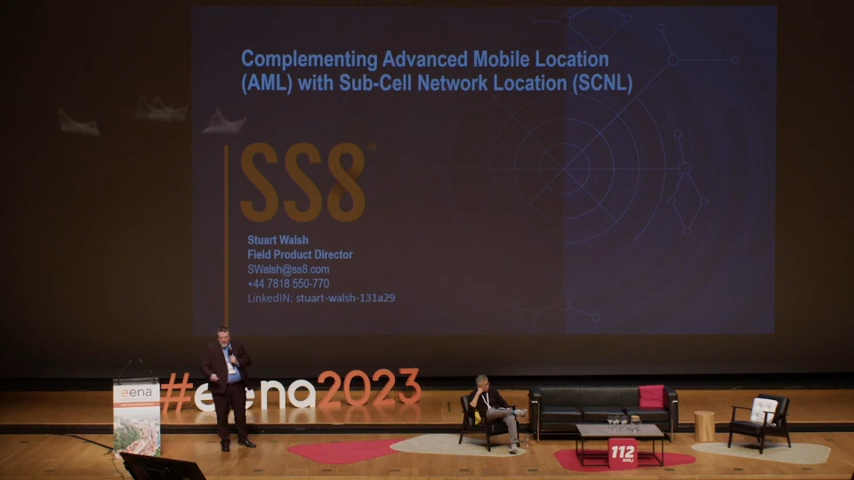 Complementing Advanced Mobile Location
(AML) with Sub-Cell Network Location (SCNL)
SS8®
Stuart Walsh
Field Product Director
SWalsh@ss8.com
+44 7818 550-770
LinkedIN: stuart-walsh-131a29
#eena2023
eena
112